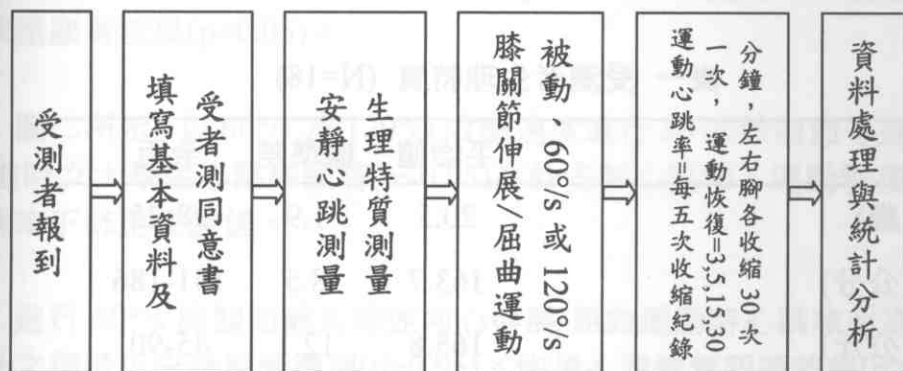 受測者報到
填寫基本資料及
受者測同意書
安靜心跳測量
生理特質測量
膝關節伸展/屈曲運動
被動、60°/s 或 120°/s
運動心跳率=每五次收縮紀錄
一次，運動恢復=3,5,15,30
分鐘，左右腳各收縮 30 次
資料處理與統計分析